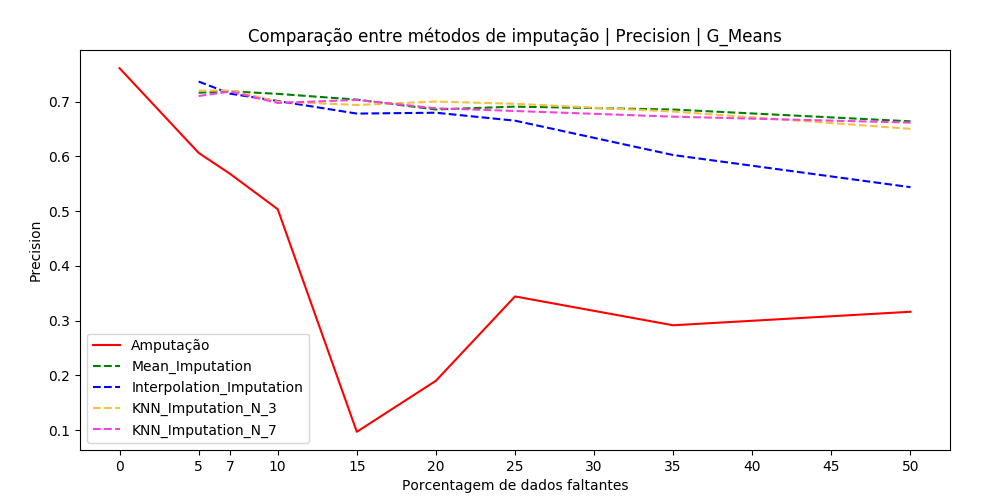 Comparação entre métodos de imputação | Precision | G_Means
Precision
0.7
0.6
0.5
0.4
0.3
0.2
0.1
Amputação
Mean_Imputation
Interpolation_Imputation
KNN_Imputation_N_3
KNN_Imputation_N_7
0 5 7 10 15 20 25 30 35 40 45 50
Porcentagem de dados faltantes